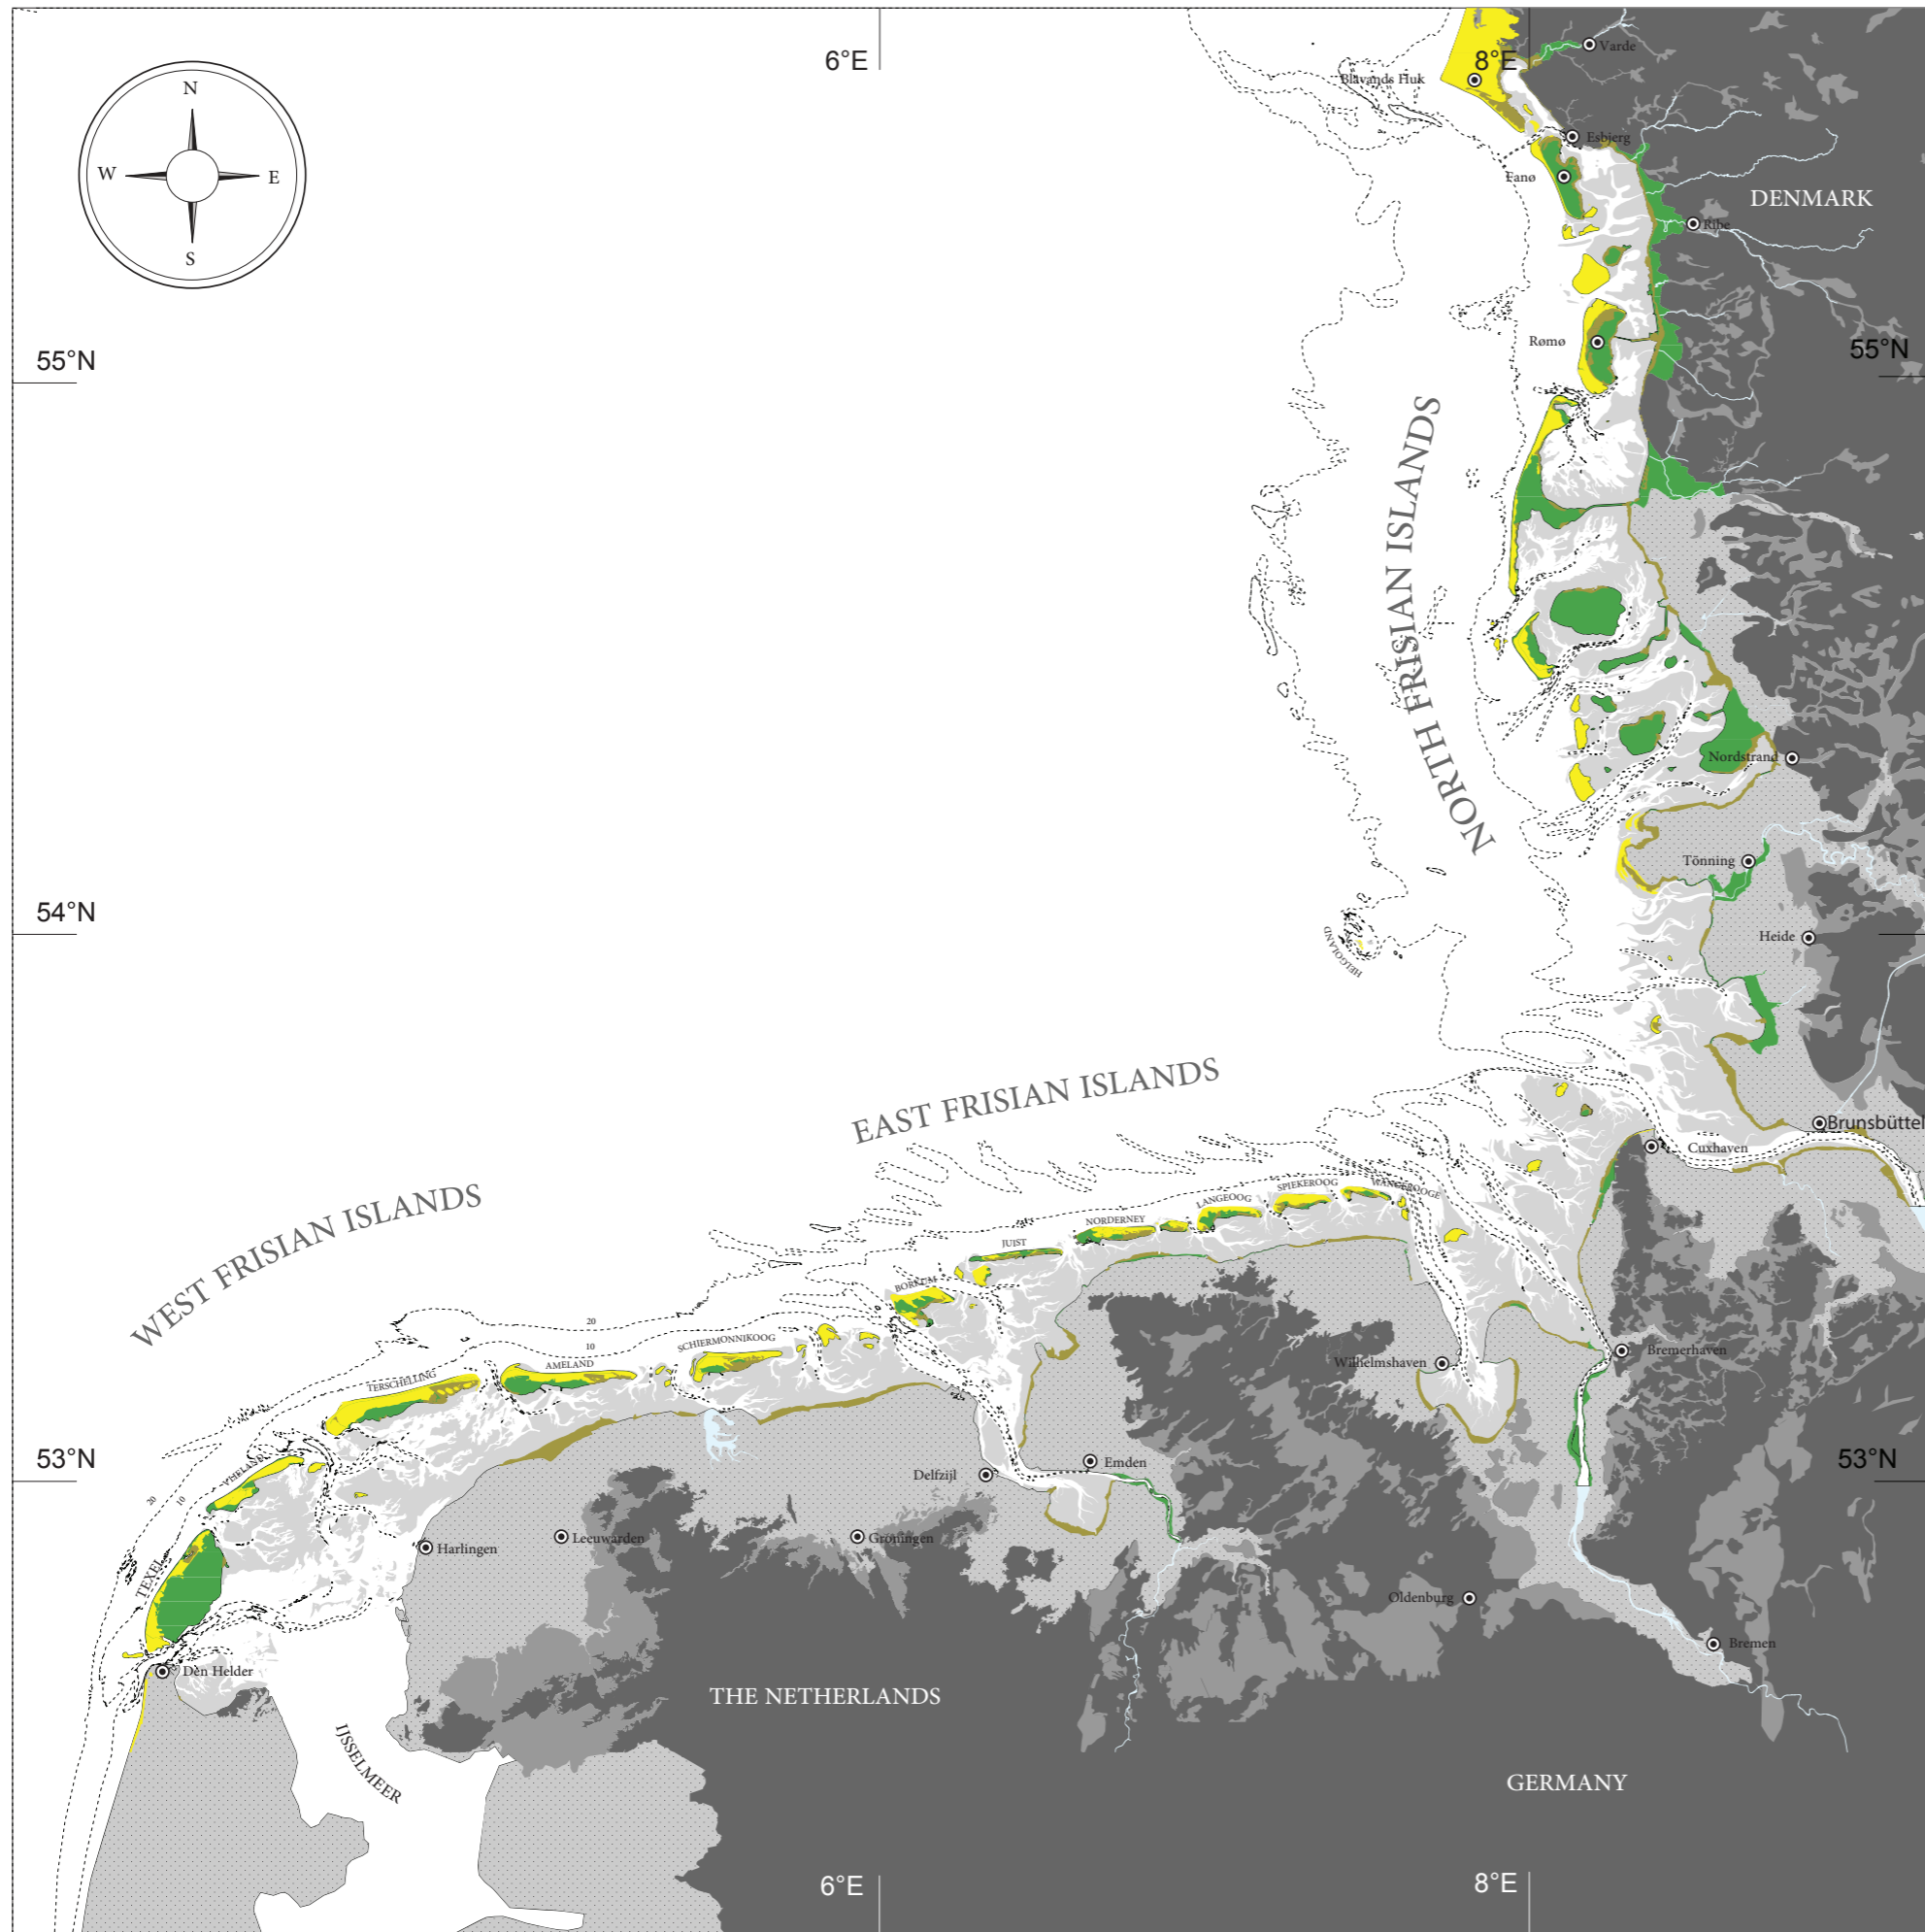 6°E
8°E
Varde
Blåvands Huk
N
W
E
S
Esbjerg
Fanø
DENMARK
Ribe
Rømø
55°N
55°N
NORTH FRISIAN ISLANDS
Nordstrand
Tönning
54°N
Heide
HELGOLAND
EAST FRISIAN ISLANDS
Brunsbüttel
Cuxhaven
WEST FRISIAN ISLANDS
WANGEROOGE
SPIEKEROOG
LANGEOOG
NORDERNEY
JUIST
BORKUM
20
10
SCHIERMONNIKOOG
AMELAND
TERSCHELLING
Bremerhaven
Wilhelmshaven
53°N
53°N
VLIELAND
20
10
Emden
Delfzijl
Harlingen
Leeuwarden
Groningen
TEXEL
Oldenburg
Bremen
Den Helder
THE NETHERLANDS
IJSSELMEER
GERMANY
6°E
8°E